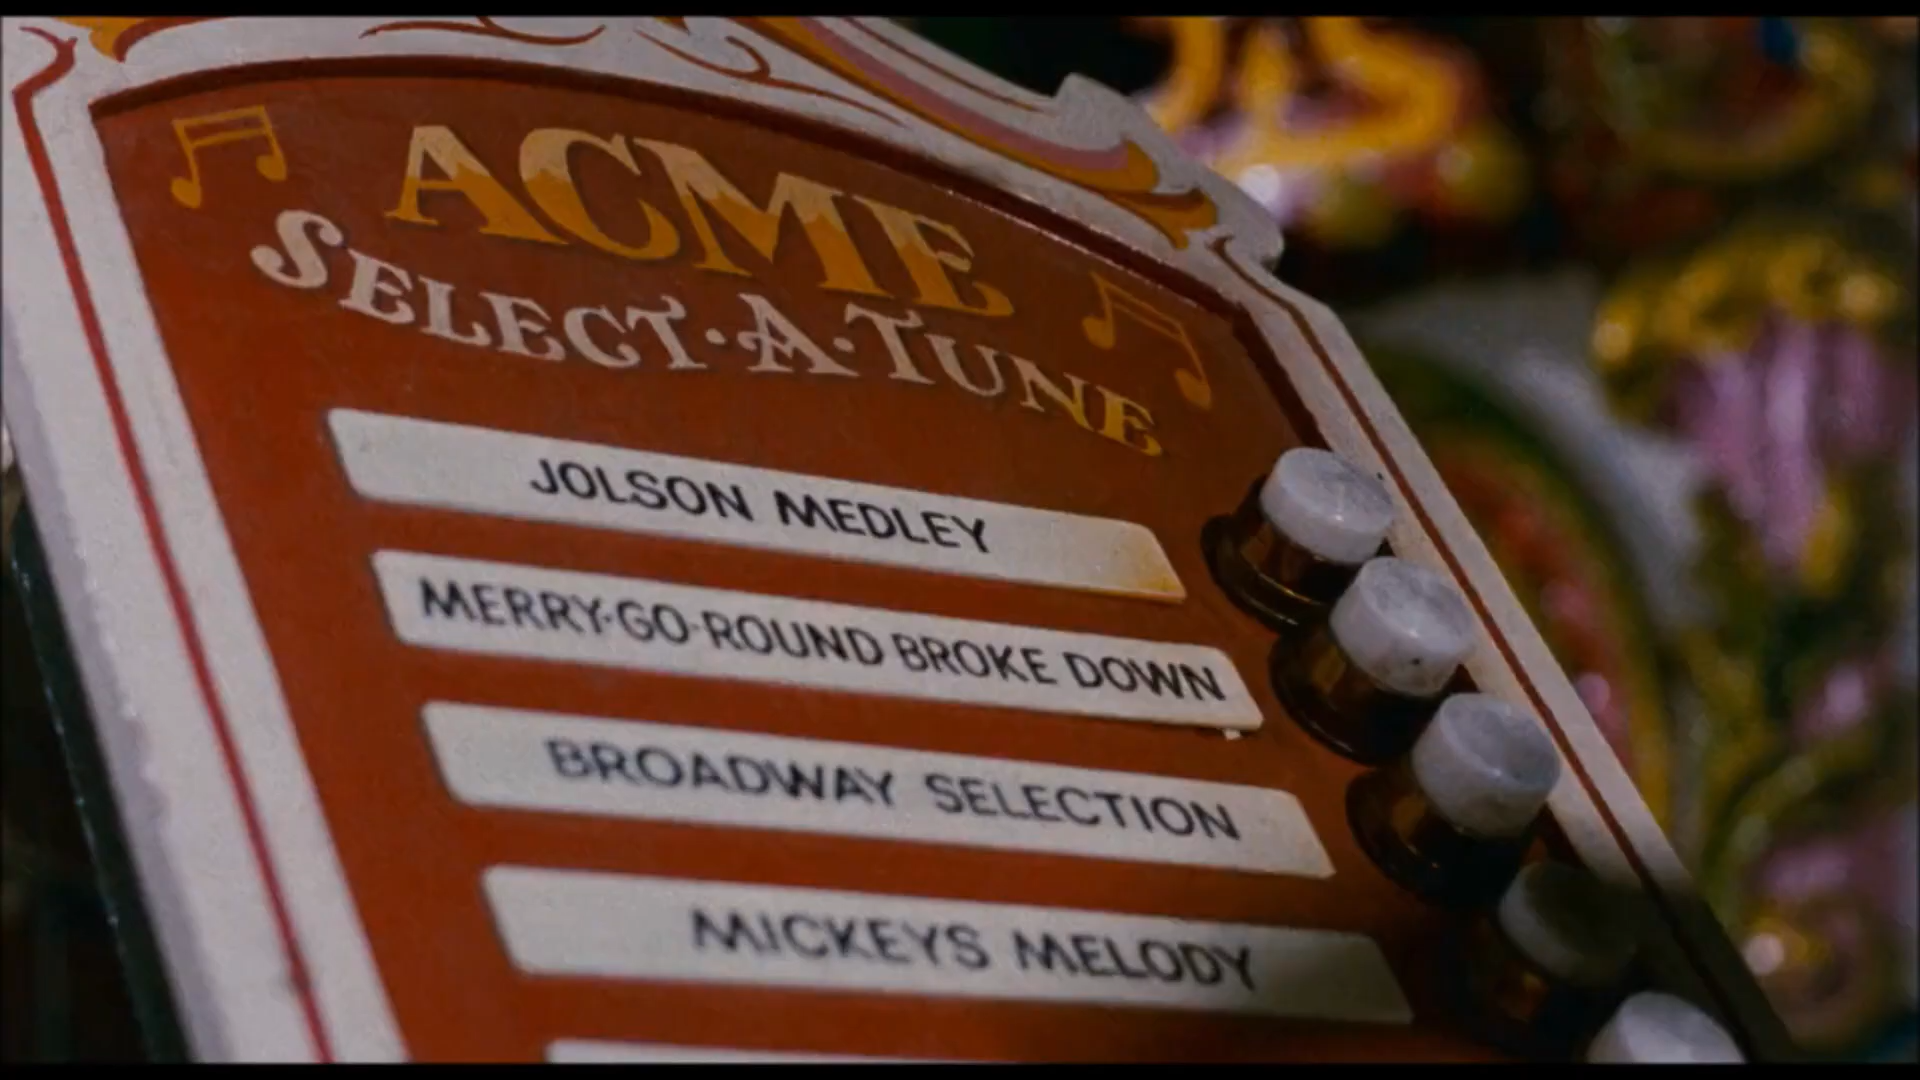 ACME
SELECT·A·TUNE
JOLSON MEDLEY
MERRY-GO-ROUND BROKE DOWN
BROADWAY SELECTION
MICKEYS MELODY